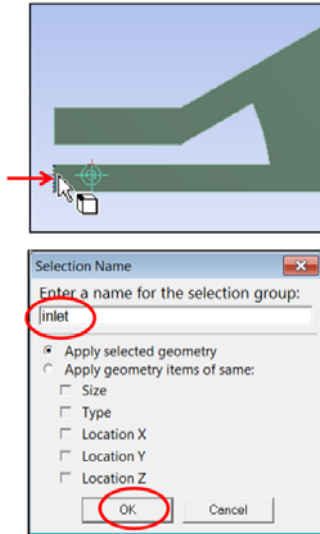 Selection Name
Enter a name for the selection group:
inlet
Apply selected geometry
Apply geometry items of same:
Size
Type
Location X
Location Y
Location Z
OK
Cancel